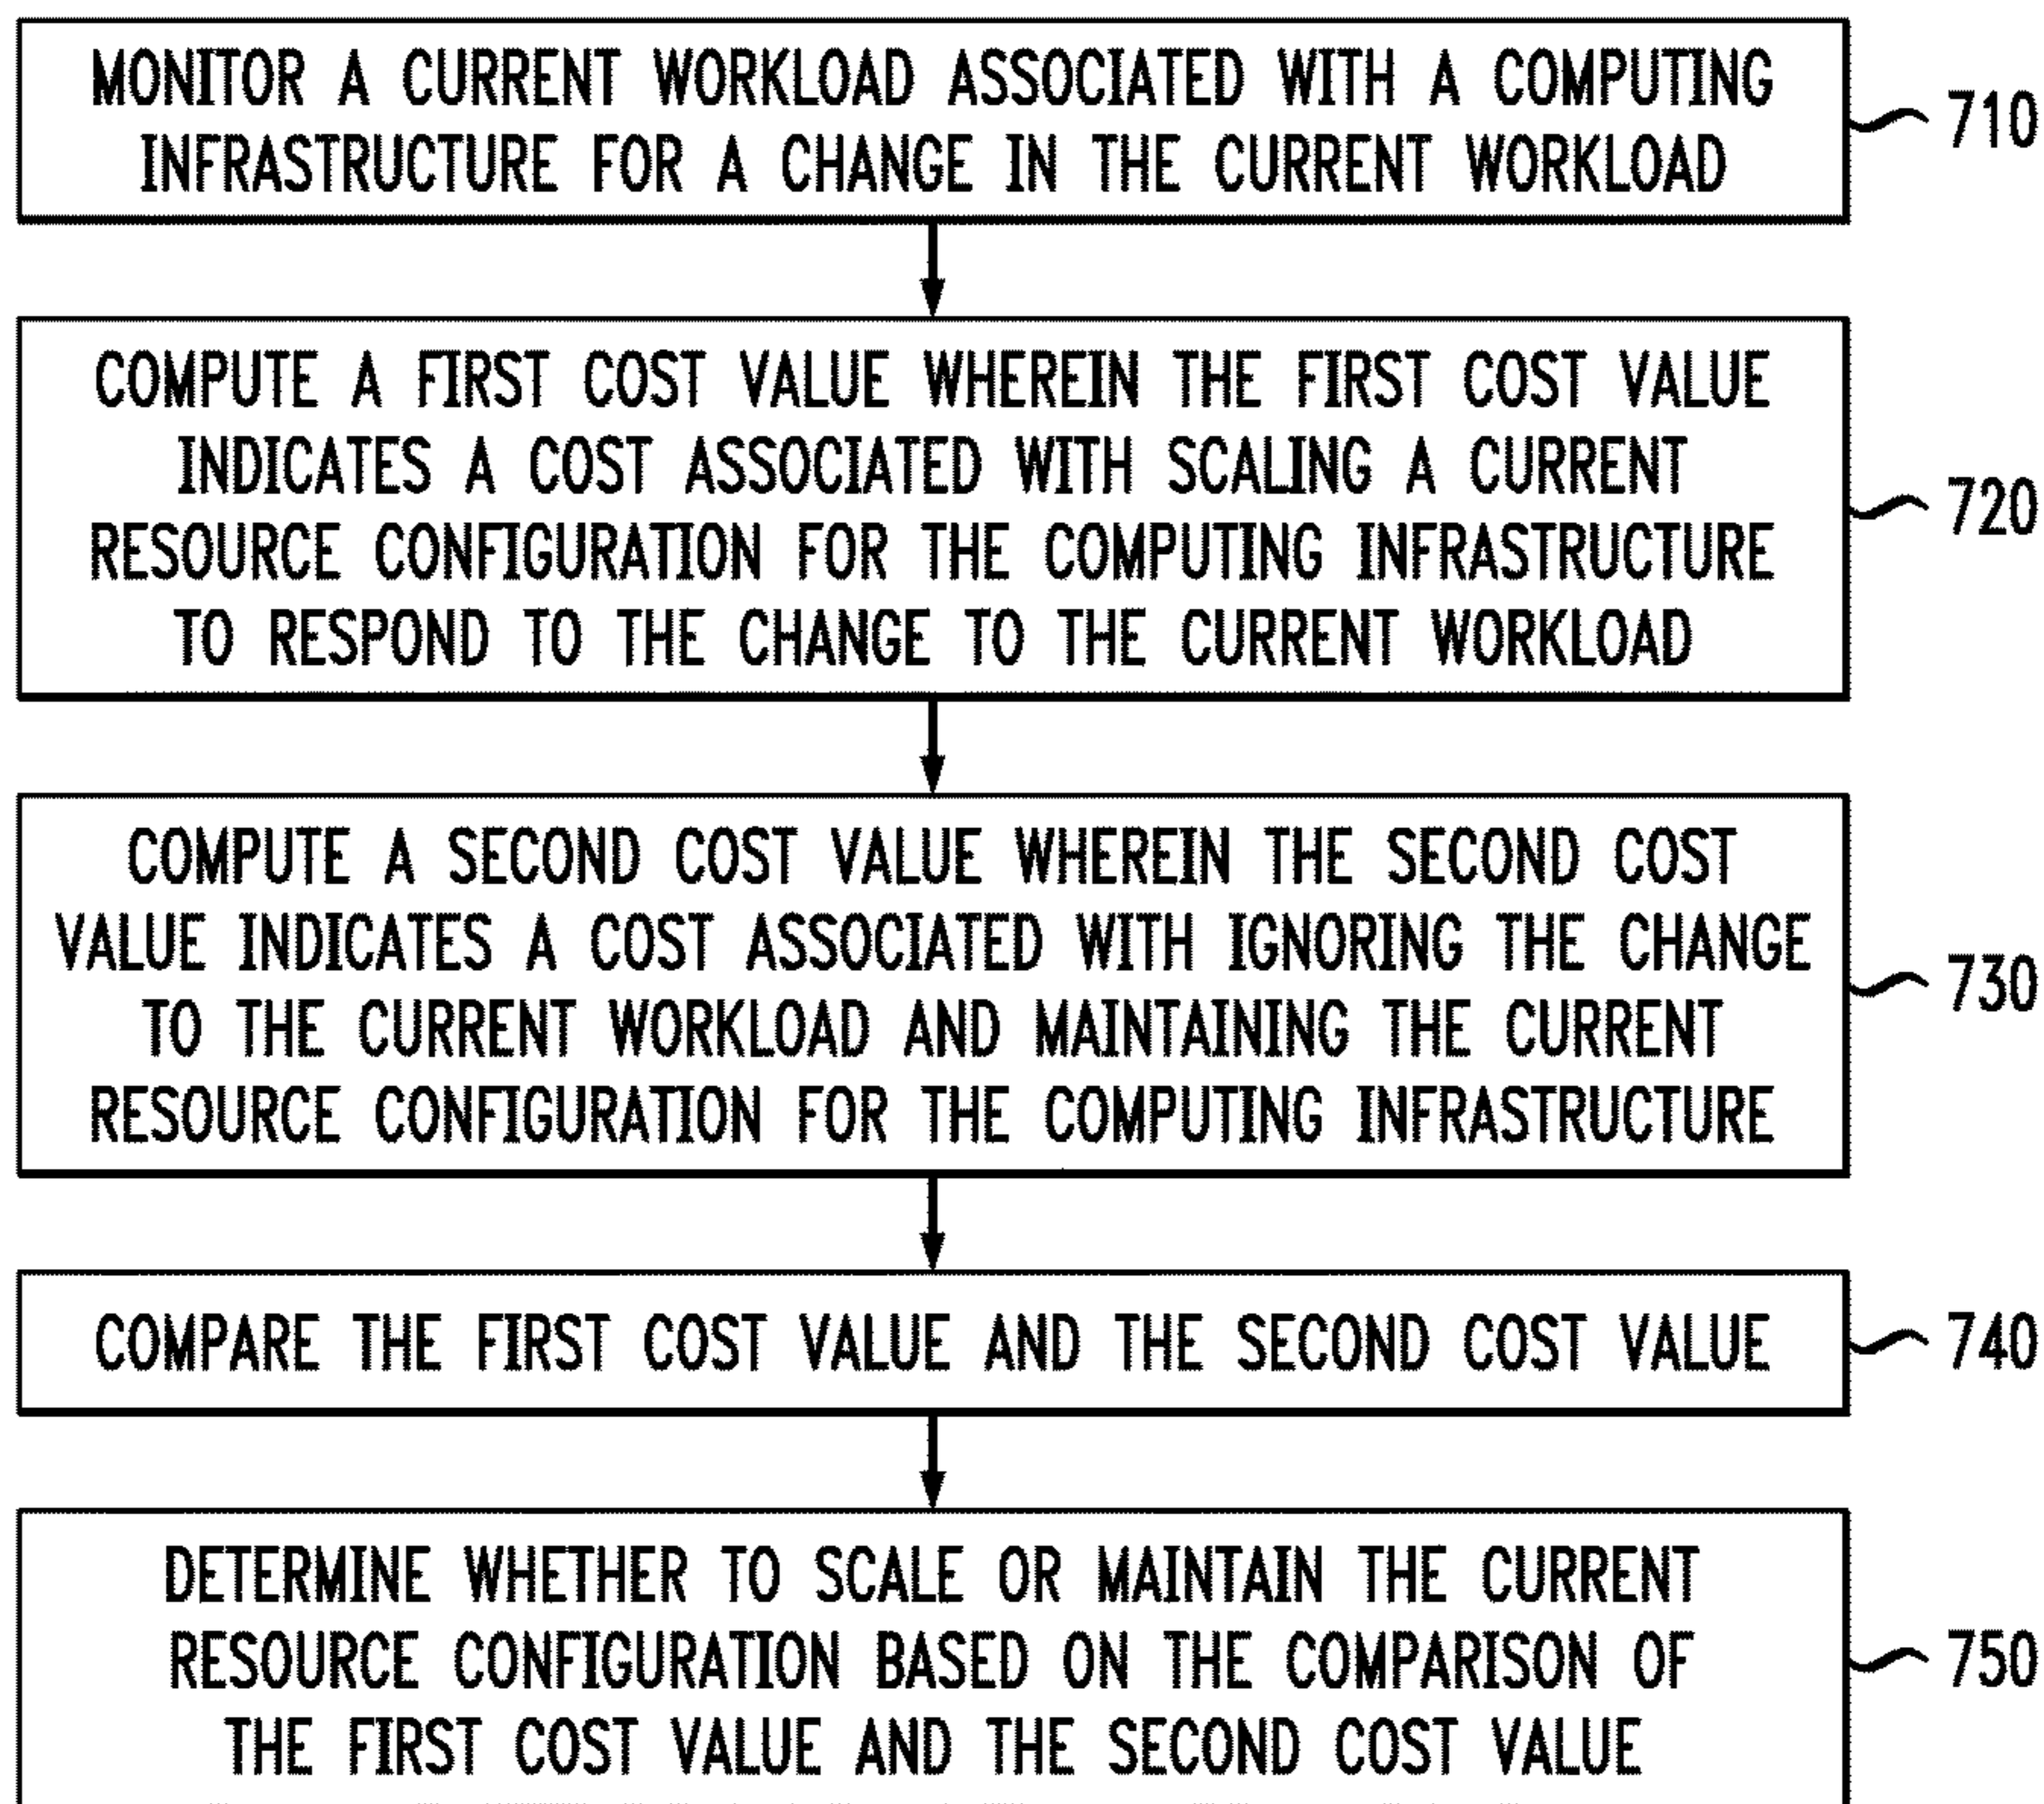 MONITOR A CURRENT WORKLOAD ASSOCIATED WITH A COMPUTING
INFRASTRUCTURE FOR A CHANGE IN THE CURRENT WORKLOAD
710
COMPUTE A FIRST COST VALUE WHEREIN THE FIRST COST VALUE
INDICATES A COST ASSOCIATED WITH SCALING A CURRENT
RESOURCE CONFIGURATION FOR THE COMPUTING INFRASTRUCTURE
TO RESPOND TO THE CHANGE TO THE CURRENT WORKLOAD
720
COMPUTE A SECOND COST VALUE WHEREIN THE SECOND COST
VALUE INDICATES A COST ASSOCIATED WITH IGNORING THE CHANGE
TO THE CURRENT WORKLOAD AND MAINTAINING THE CURRENT
RESOURCE CONFIGURATION FOR THE COMPUTING INFRASTRUCTURE
730
COMPARE THE FIRST COST VALUE AND THE SECOND COST VALUE
740
DETERMINE WHETHER TO SCALE OR MAINTAIN THE CURRENT
RESOURCE CONFIGURATION BASED ON THE COMPARISON OF
THE FIRST COST VALUE AND THE SECOND COST VALUE
750